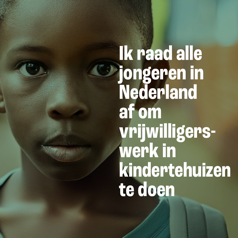 Ik raad alle
jongeren in
Nederland
af om
vrijwilligers-
werk in
kindertehuizen
te doen